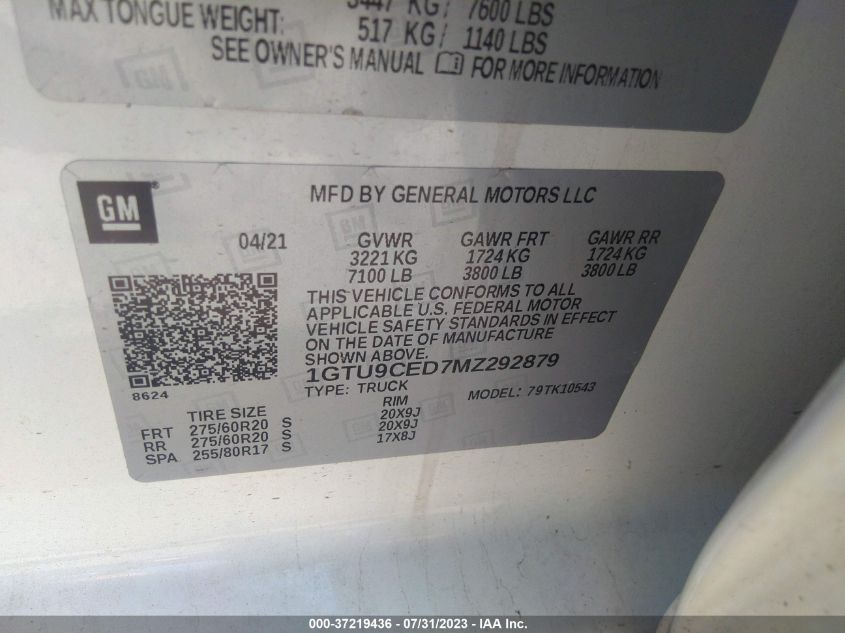 3447 KG/ 7600 LBS
MAX TONGUE WEIGHT: 517 KG/ 1140 LBS
SEE OWNER'S MANUAL FOR MORE INFORMATION
GM
MFD BY GENERAL MOTORS LLC
04/21 GVWR GAWR FRT GAWR RR
3221 KG 1724 KG 1724 KG
7100 LB 3800 LB 3800 LB
THIS VEHICLE CONFORMS TO ALL
APPLICABLE U.S. FEDERAL MOTOR
VEHICLE SAFETY STANDARDS IN EFFECT
ON THE DATE OF MANUFACTURE
SHOWN ABOVE.
1GTU9CED7MZ292879
8624
TYPE: TRUCK MODEL: 79TK10543
TIRE SIZE RIM
FRT 275/60R20 S 20X9J
RR 275/60R20 S 20X9J
SPA 255/80R17 S 17X8J
000-37219436 - 07/31/2023 - IAA Inc.